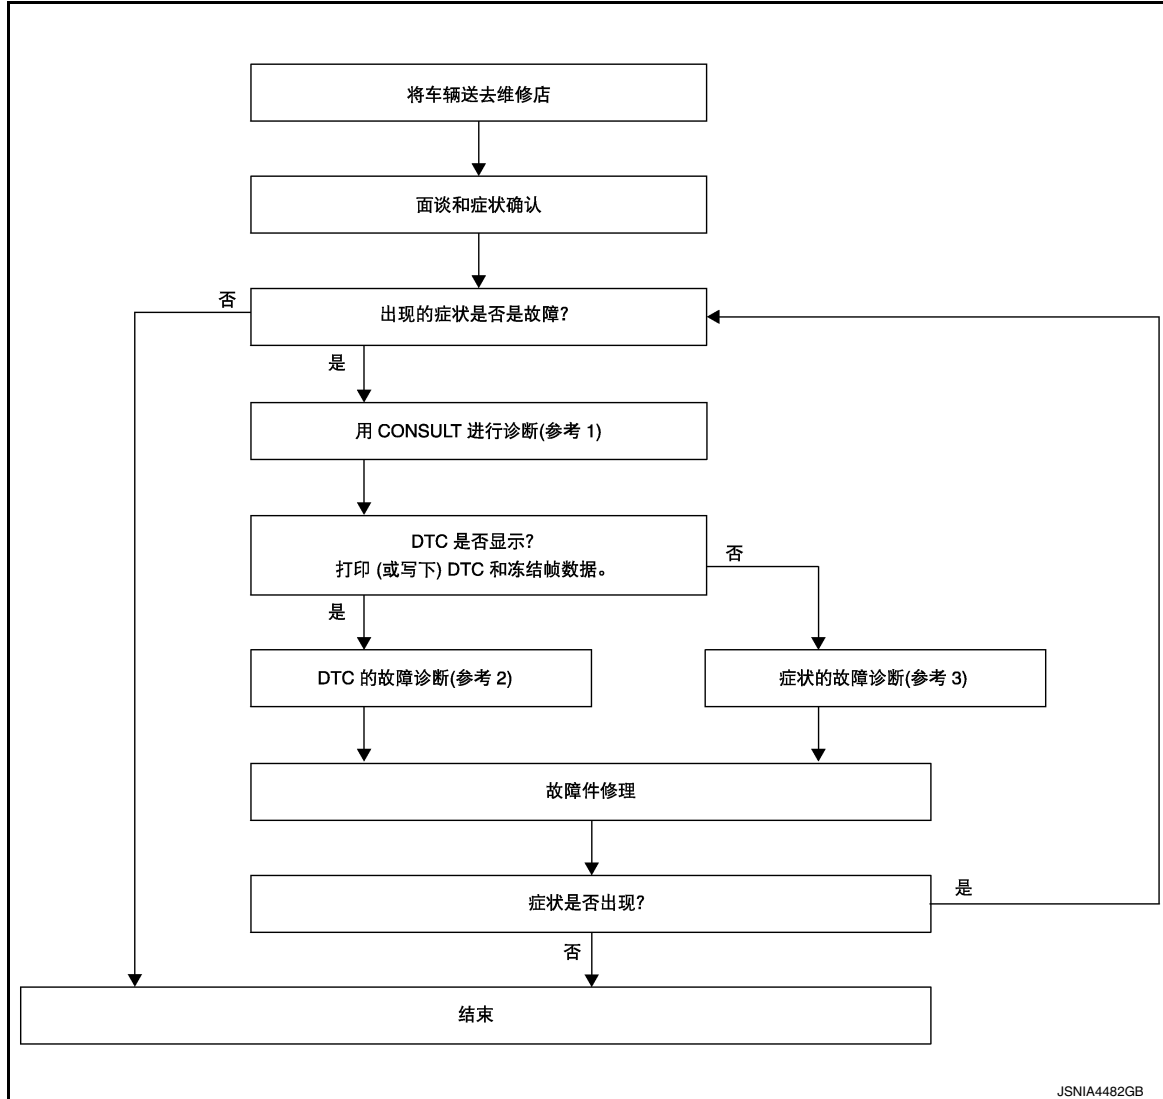 将车辆送去维修店
面谈和症状确认
否
出现的症状是否是故障?
是
用 CONSULT 进行诊断(参考 1)
DTC 是否显示?
打印 (或写下) DTC 和冻结帧数据。
否
是
DTC 的故障诊断(参考 2)
症状的故障诊断(参考 3)
故障件修理
症状是否出现?
是
否
结束
JSNIA4482GB